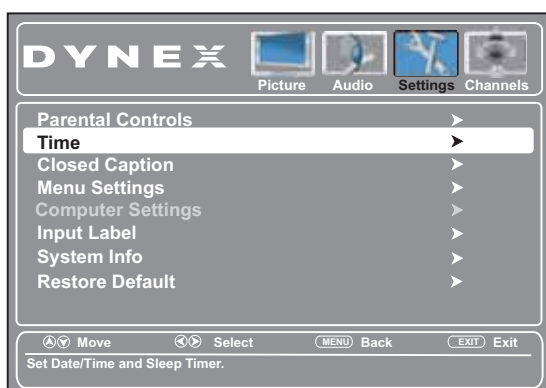 DYNEX
Picture Audio Settings Channels
Parental Controls
Time
Closed Caption
Menu Settings
Computer Settings
Input Label
System Info
Restore Default
Move Select MENU Back EXIT Exit
Set Date/Time and Sleep Timer.